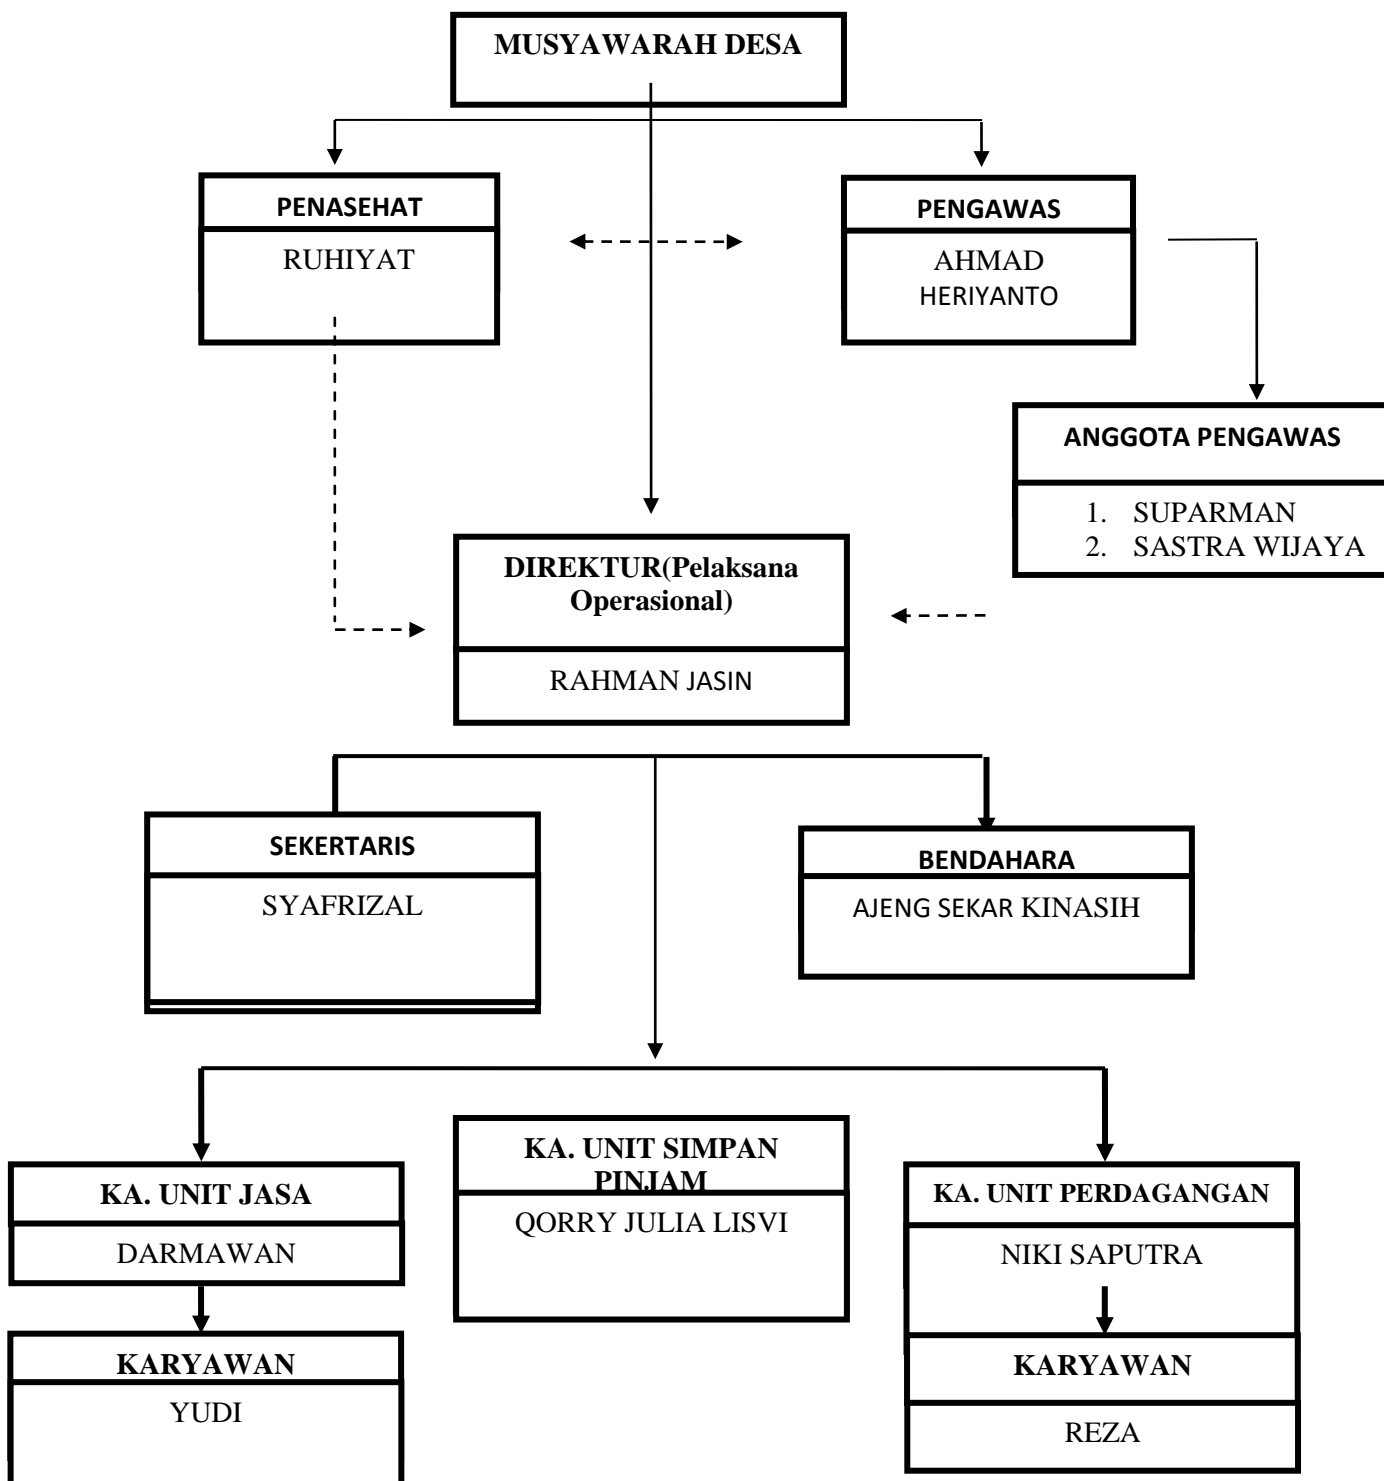 MUSYAWARAH DESA
PENASEHAT
RUHIYAT
PENGAWAS
AHMAD
HERIYANTO
ANGGOTA PENGAWAS
1. SUPARMAN
2. SASTRA WIJAYA
DIREKTUR(Pelaksana
Operasional)
RAHMAN JASIN
SEKERTARIS
SYAFRIZAL
BENDAHARA
AJENG SEKAR KINASIH
KA. UNIT JASA
DARMAWAN
KA. UNIT SIMPAN
PINJAM
QORRY JULIA LISVI
KA. UNIT PERDAGANGAN
NIKI SAPUTRA
KARYAWAN
YUDI
KARYAWAN
REZA